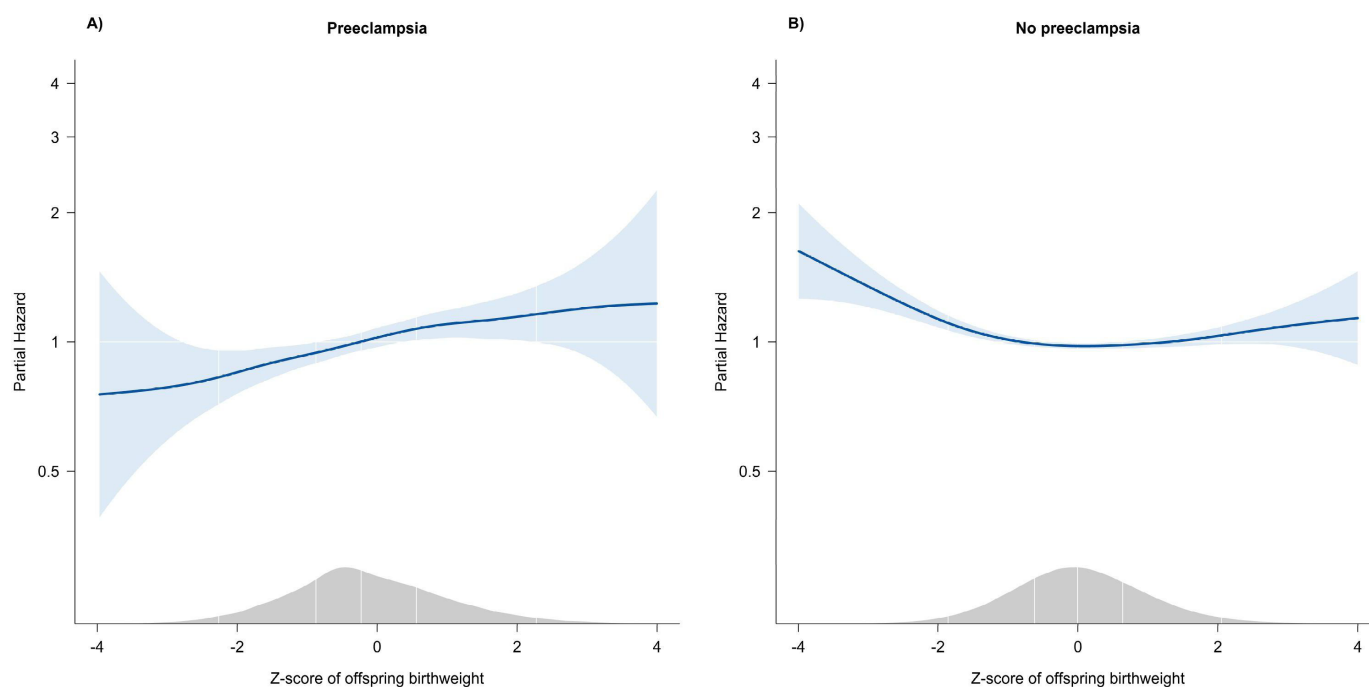 A)
Preeclampsia
4
3
2
1
0.5
Partial Hazard
-4 -2 0 2 4
Z-score of offspring birthweight
B)
No preeclampsia
4
3
2
1
0.5
Partial Hazard
-4 -2 0 2 4
Z-score of offspring birthweight